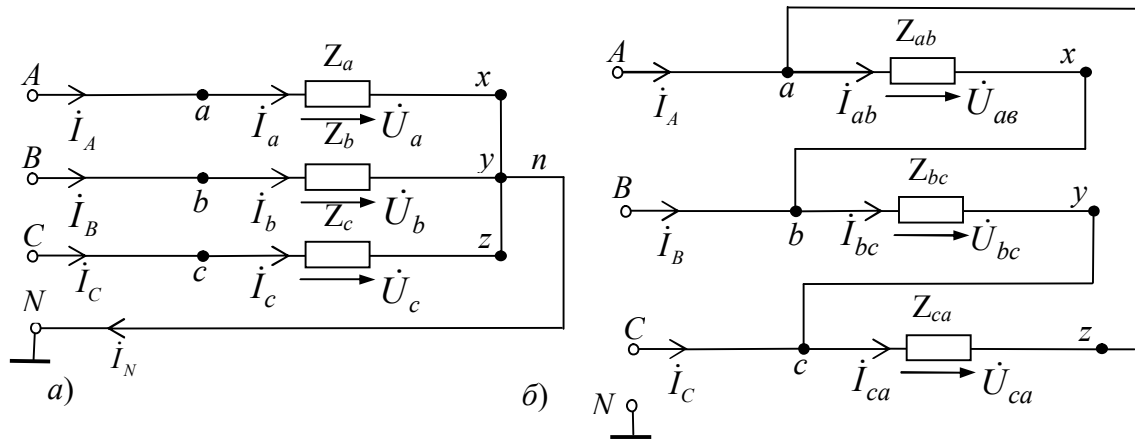 A a Z_a x
İ_A İ_a U̇_a
B b Z_b y n
İ_B İ_b U̇_b
C c Z_c z
İ_C İ_c U̇_c
N
İ_N
а)
A a Z_ab x
İ_A İ_ab U̇_ав
B b Z_bc y
İ_B İ_bc U̇_bc
C c Z_ca z
İ_C İ_ca U̇_ca
N
б)